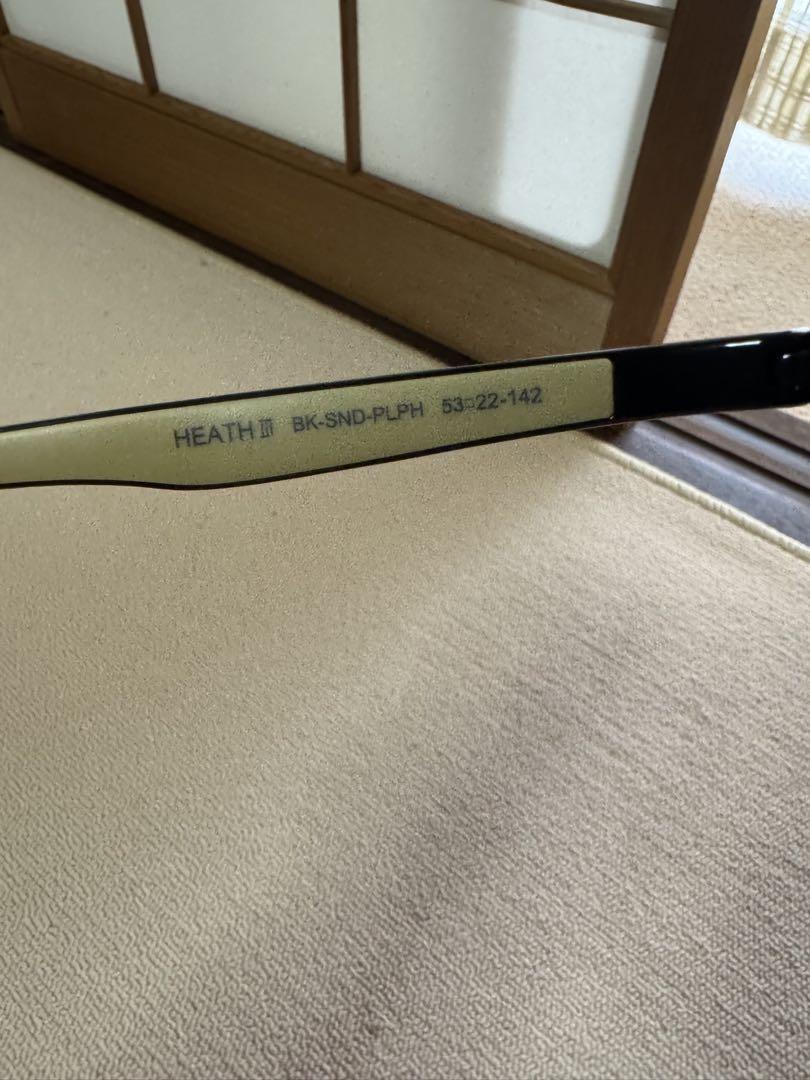 HEATH Ⅲ BK-SND-PLPH 53□22-142